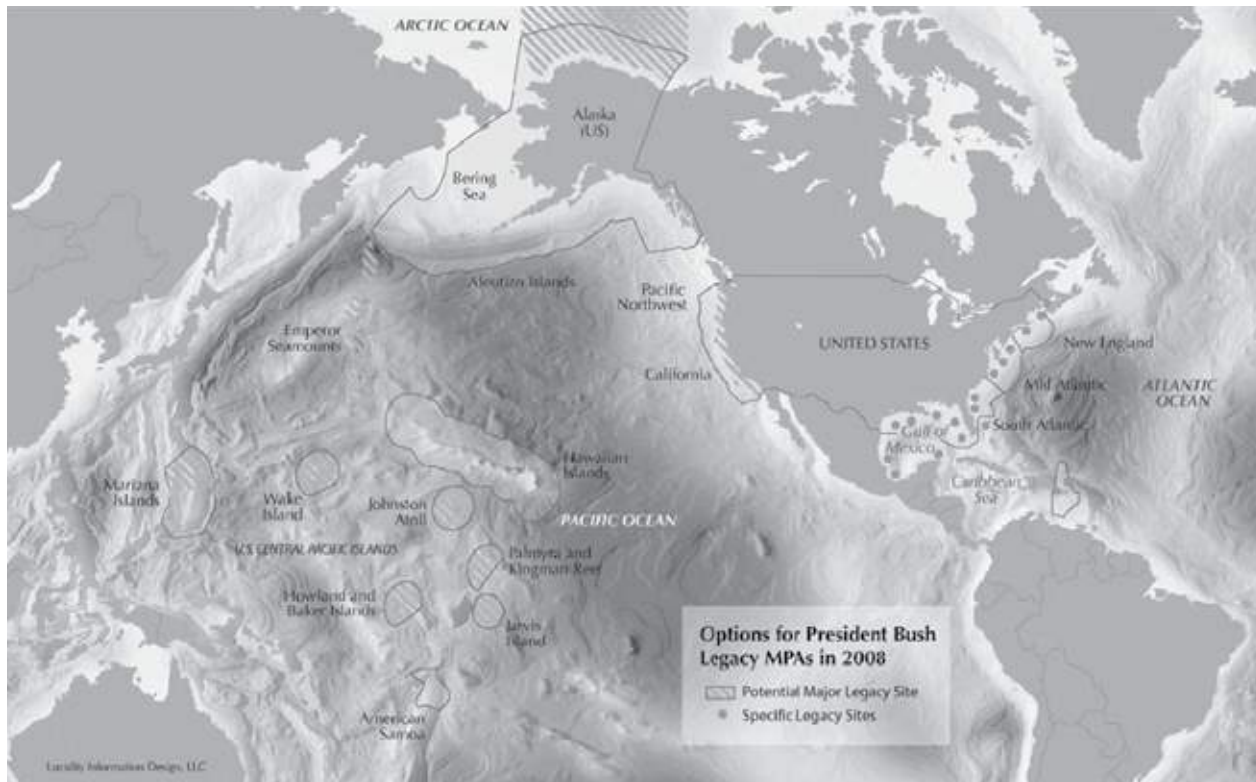 ARCTIC OCEAN
Alaska
(US)
Bering
Sea
Aleutian Islands
Pacific
Northwest
Emperor
Seamounts
UNITED STATES
New England
California
Mid Atlantic
ATLANTIC
OCEAN
Gulf of
Mexico
South Atlantic
Hawaiian
Islands
Mariana
Islands
Wake
Island
Johnston
Atoll
Caribbean
Sea
PACIFIC OCEAN
U.S. CENTRAL PACIFIC ISLANDS
Palmyra and
Kingman Reef
Howland and
Baker Islands
Jarvis
Island
American
Samoa
Options for President Bush
Legacy MPAs in 2008
Potential Major Legacy Site
Specific Legacy Sites
Lucidity Information Design, LLC